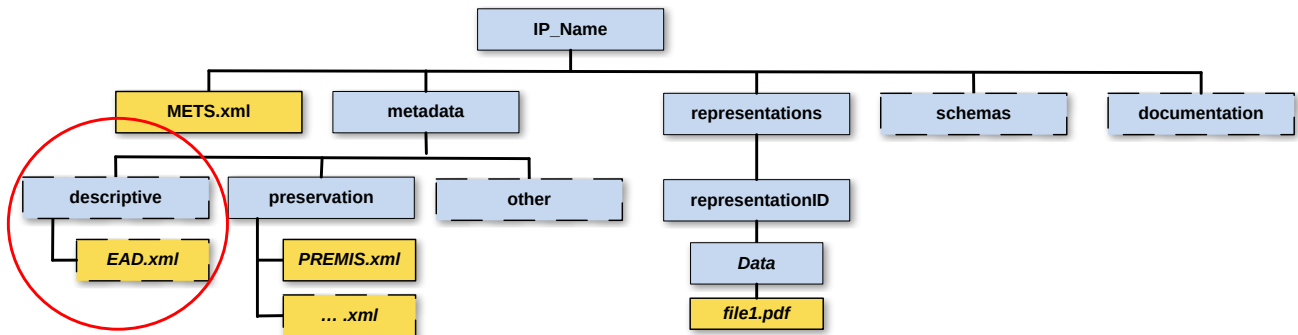 IP_Name
METS.xml
metadata
representations
schemas
documentation
descriptive
preservation
other
representationID
EAD.xml
PREMIS.xml
Data
... .xml
file1.pdf